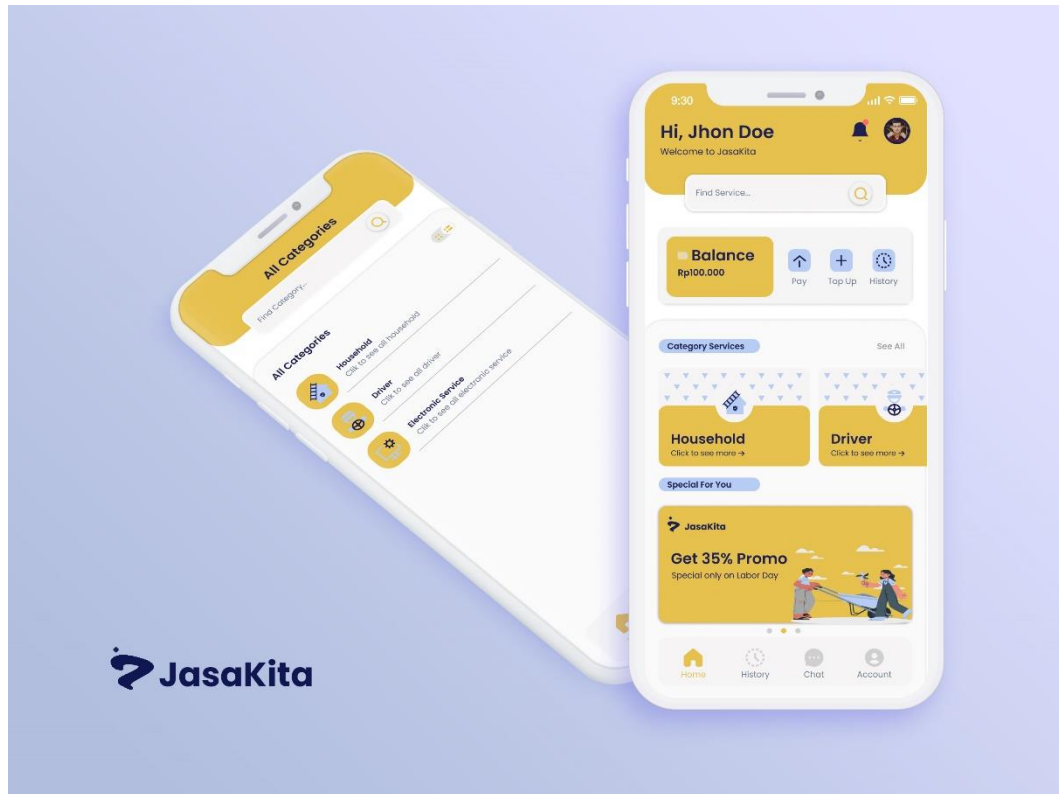 All Categories
Find Category...
All Categories
Household
Clik to see all household
Driver
Clik to see all driver
Electronic Service
Clik to see all electronic service
JasaKita
9:30
Hi, Jhon Doe
Welcome to JasaKita
Find Service...
Balance
Rp100.000
Pay
Top Up
History
Category Services
See All
Household
Click to see more →
Driver
Click to see more →
Special For You
JasaKita
Get 35% Promo
Special only on Labor Day
Home
History
Chat
Account